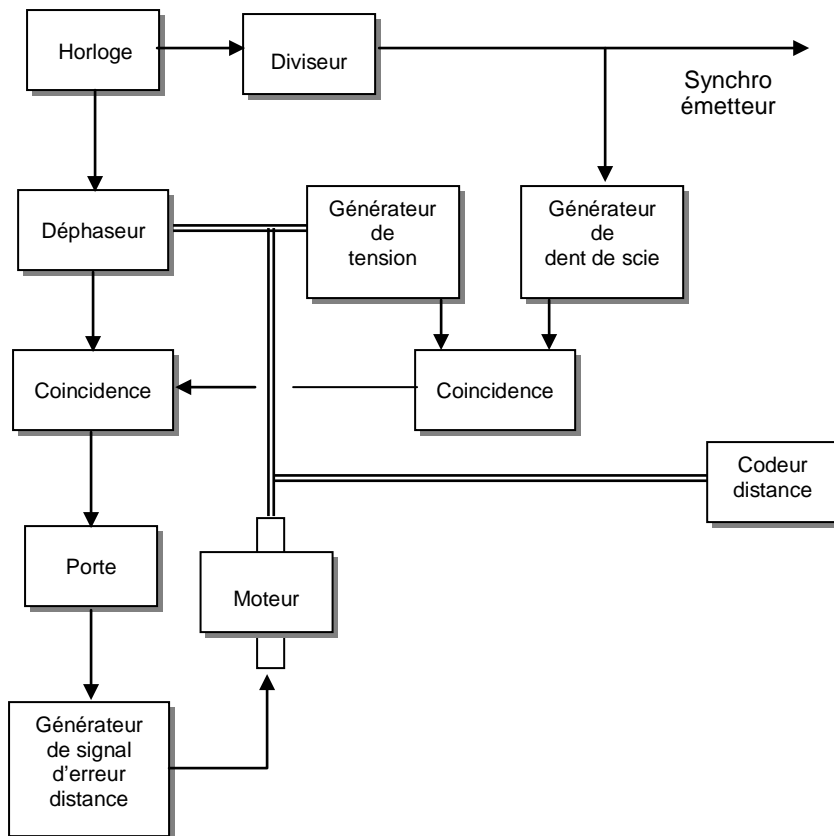 Horloge
Diviseur
Synchro
émetteur
Déphaseur
Générateur
de
tension
Générateur
de
dent de scie
Coincidence
Coincidence
Codeur
distance
Porte
Moteur
Générateur
de signal
d’erreur
distance